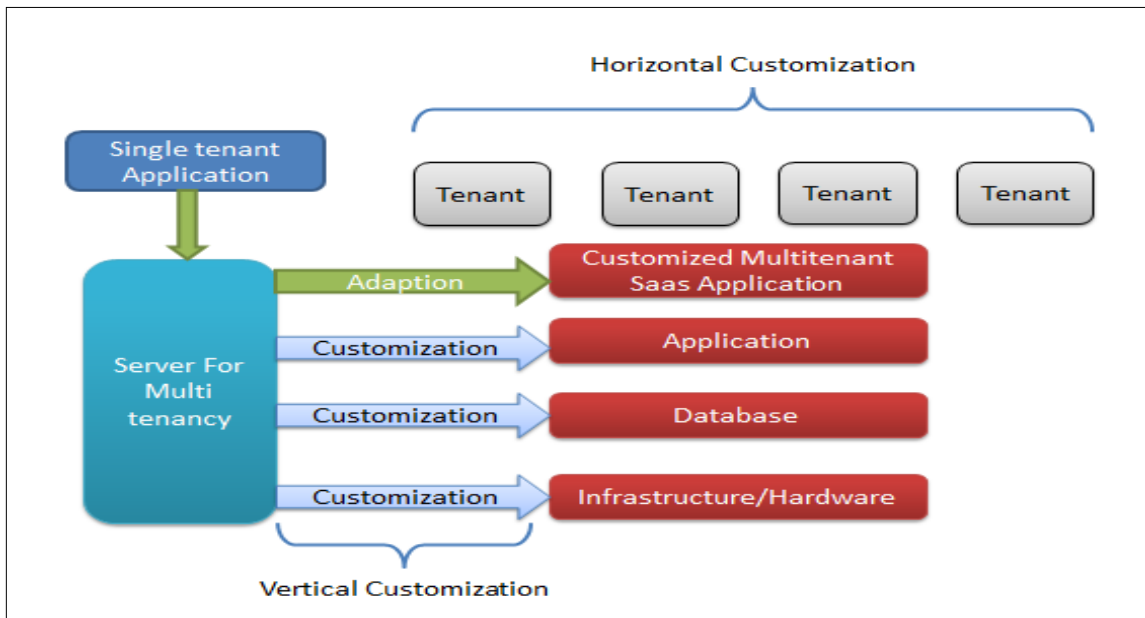 Horizontal Customization
Single tenant
Application
Tenant
Tenant
Tenant
Tenant
Adaption
Customized Multitenant
Saas Application
Server For
Multi
tenancy
Customization
Application
Customization
Database
Customization
Infrastructure/Hardware
Vertical Customization